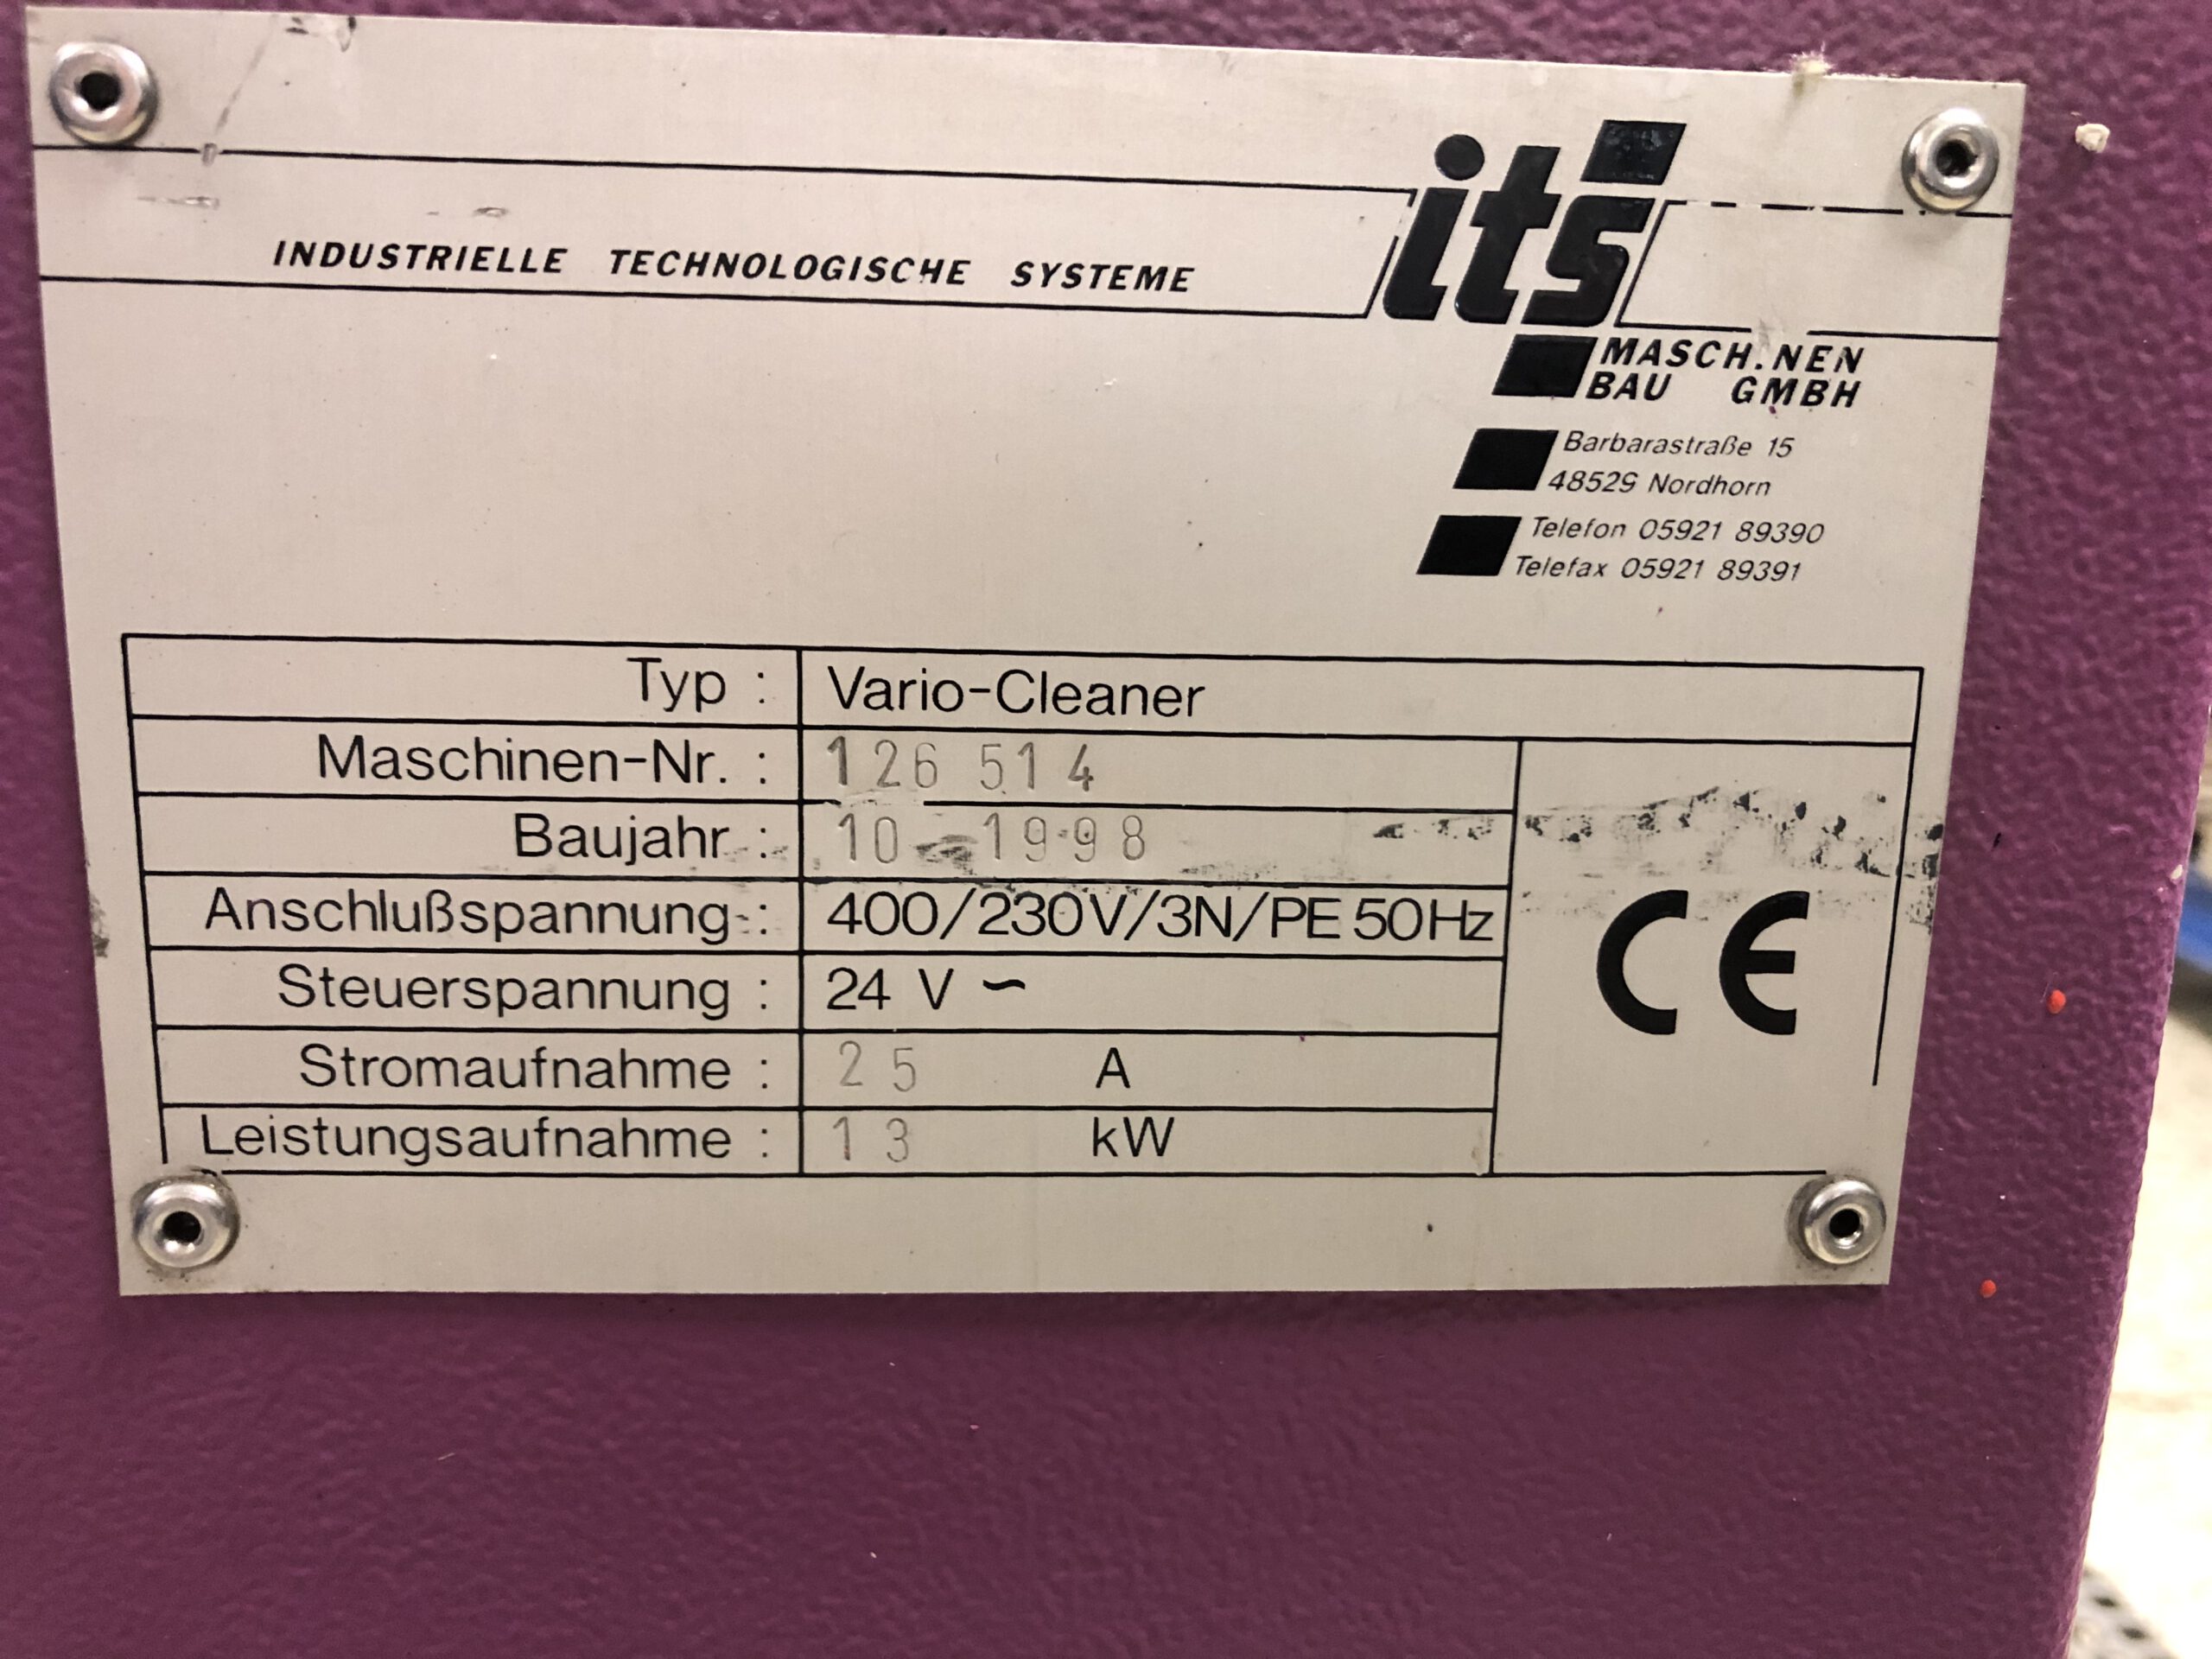 its
INDUSTRIELLE TECHNOLOGISCHE SYSTEME
MASCH.NEN
BAU GMBH
Barbarastraße 15
48529 Nordhorn
Telefon 05921 89390
Telefax 05921 89391
Typ : Vario-Cleaner
Maschinen-Nr. : 126 514
Baujahr : 10 - 1998
Anschlußspannung : 400/230V/3N/PE 50Hz
Steuerspannung : 24 V ~
Stromaufnahme : 25 A
Leistungsaufnahme : 13 kW
CE